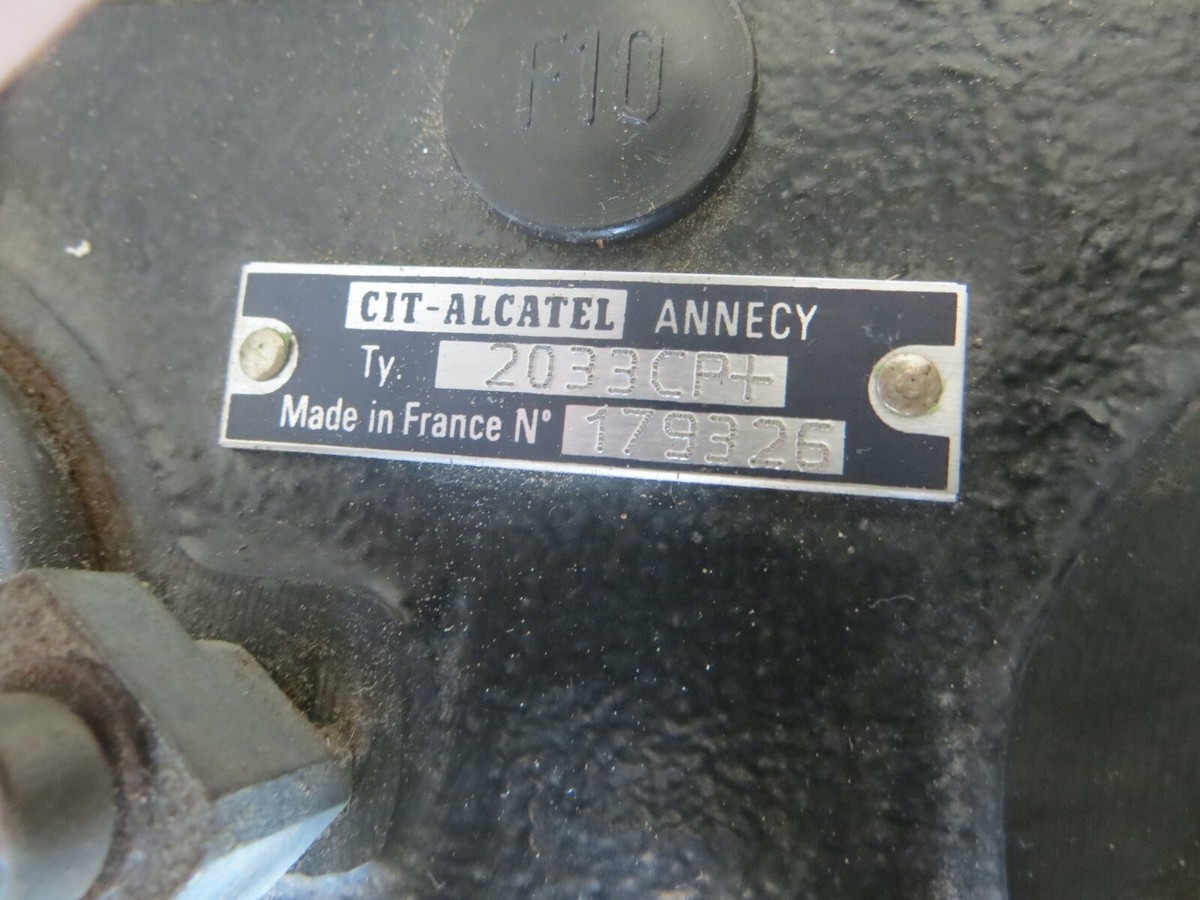 F10
CIT-ALCATEL ANNECY
Ty. 2033CP+
Made in France N° 179326